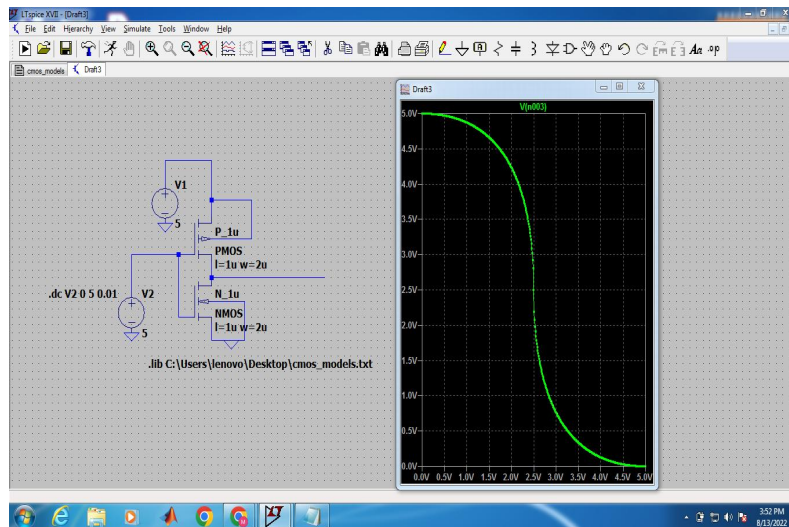 LTspice XVII - [Draft3]
File Edit Hierarchy View Simulate Tools Window Help
Aa .op
cmos_models Draft3
Draft3
V(n003)
5.0V
4.5V
4.0V
3.5V
3.0V
2.5V
2.0V
1.5V
1.0V
0.5V
0.0V
0.0V 0.5V 1.0V 1.5V 2.0V 2.5V 3.0V 3.5V 4.0V 4.5V 5.0V
V1
5
P_1u
PMOS
l=1u w=2u
.dc V2 0 5 0.01
V2
5
N_1u
NMOS
l=1u w=2u
.lib C:\Users\lenovo\Desktop\cmos_models.txt
3:52 PM
8/13/2022